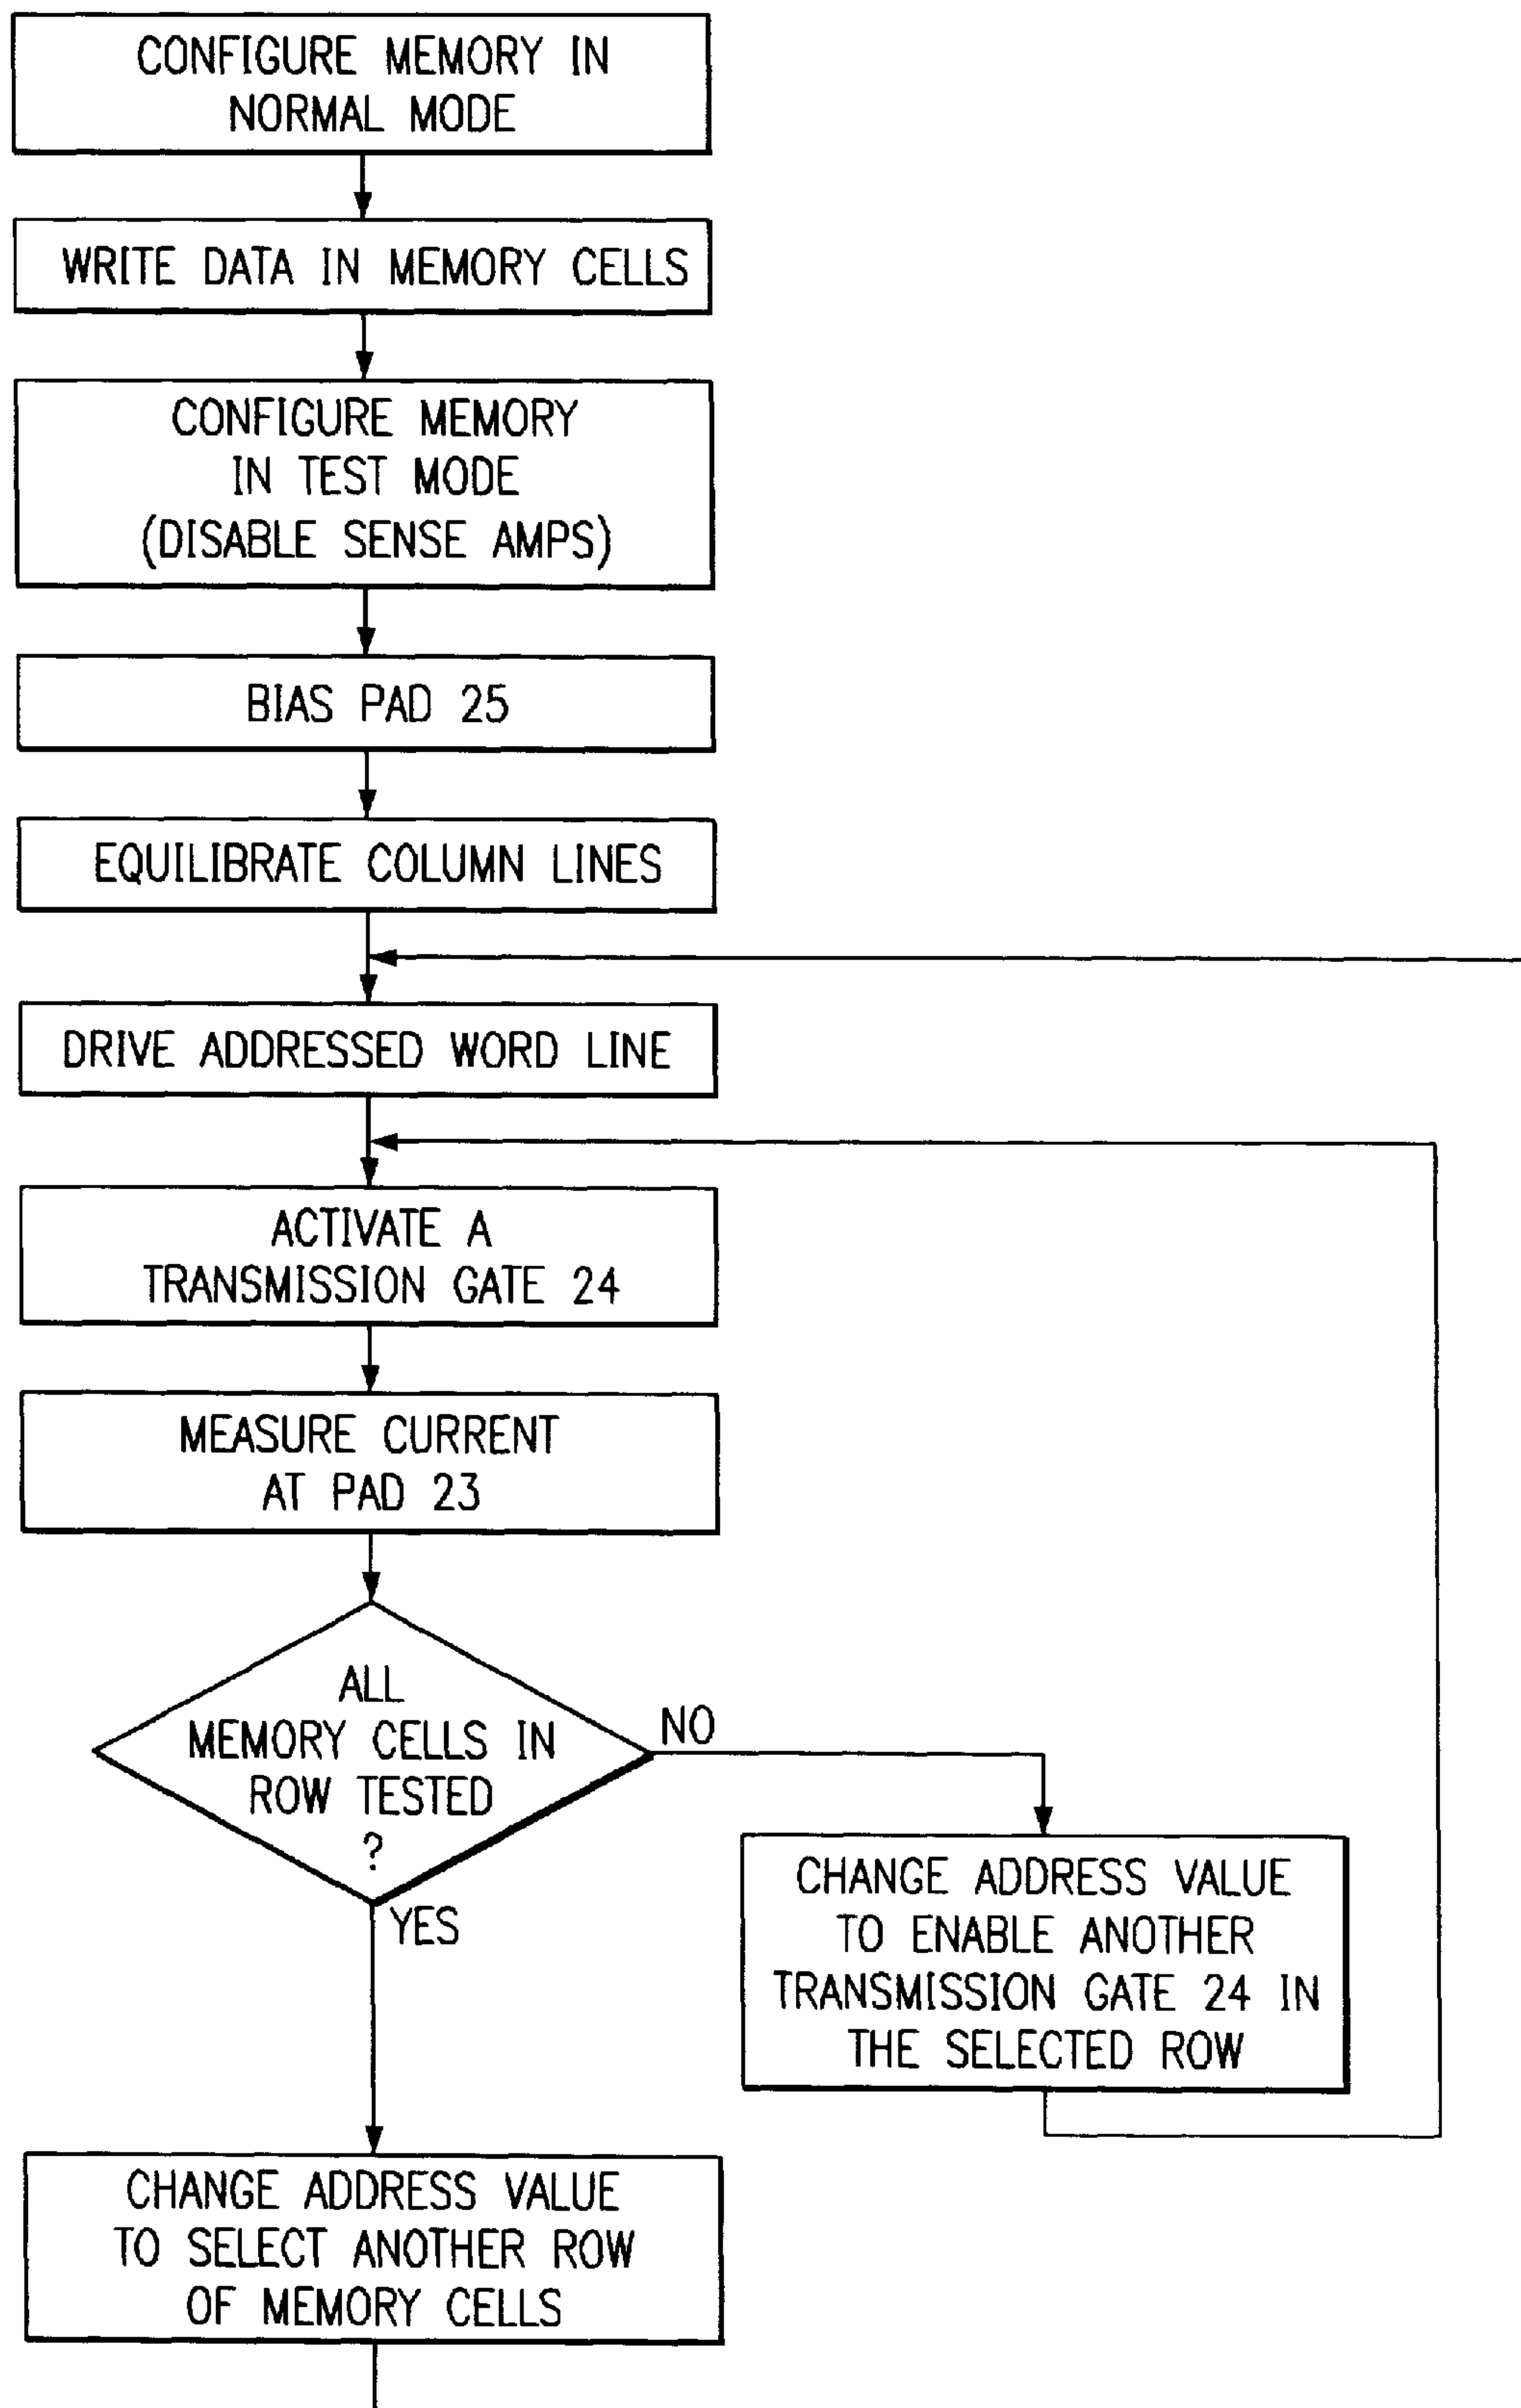 CONFIGURE MEMORY IN
NORMAL MODE
WRITE DATA IN MEMORY CELLS
CONFIGURE MEMORY
IN TEST MODE
(DISABLE SENSE AMPS)
BIAS PAD 25
EQUILIBRATE COLUMN LINES
DRIVE ADDRESSED WORD LINE
ACTIVATE A
TRANSMISSION GATE 24
MEASURE CURRENT
AT PAD 23
ALL
MEMORY CELLS IN
ROW TESTED
?
NO
YES
CHANGE ADDRESS VALUE
TO ENABLE ANOTHER
TRANSMISSION GATE 24 IN
THE SELECTED ROW
CHANGE ADDRESS VALUE
TO SELECT ANOTHER ROW
OF MEMORY CELLS